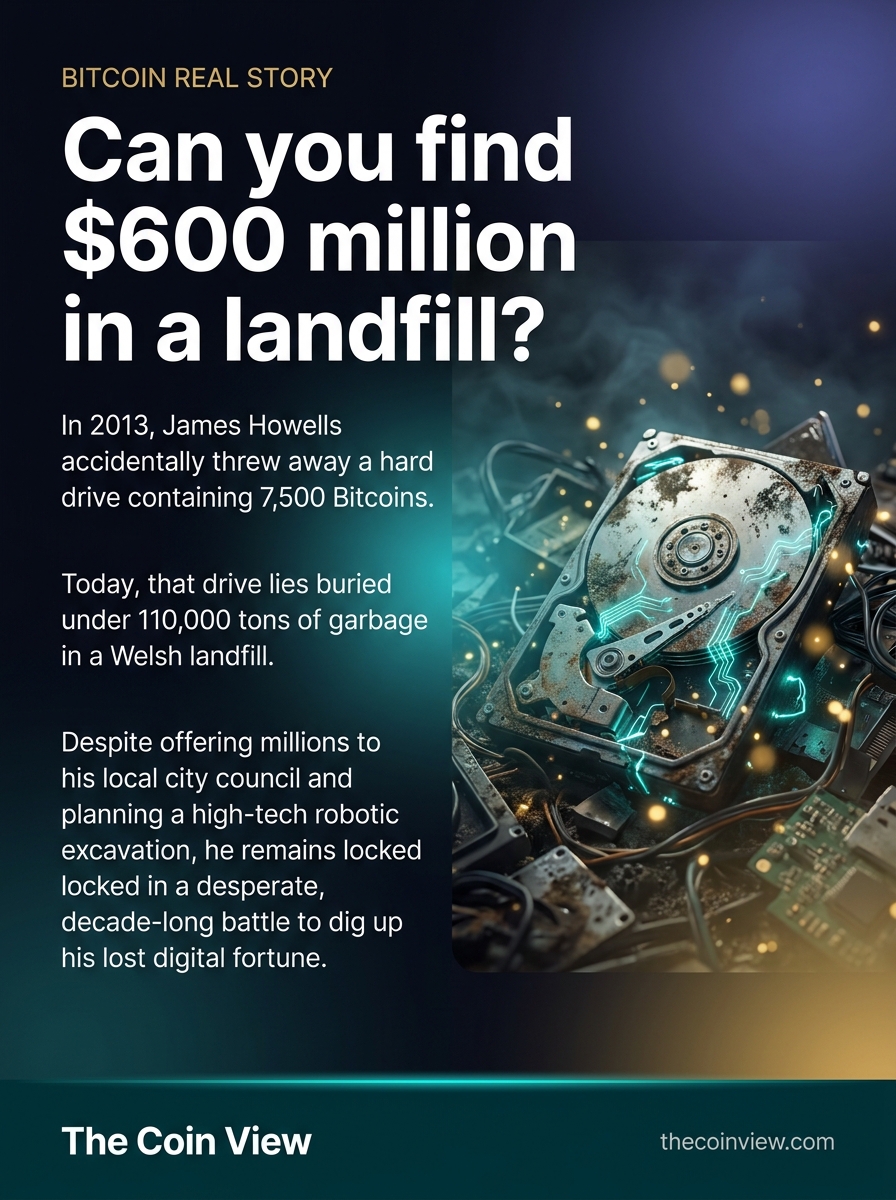 BITCOIN REAL STORY
Can you find
$600 million
in a landfill?
In 2013, James Howells
accidentally threw away a hard
drive containing 7,500 Bitcoins.
Today, that drive lies buried
under 110,000 tons of garbage
in a Welsh landfill.
Despite offering millions to
his local city council and
planning a high-tech robotic
excavation, he remains locked
locked in a desperate,
decade-long battle to dig up
his lost digital fortune.
The Coin View
thecoinview.com